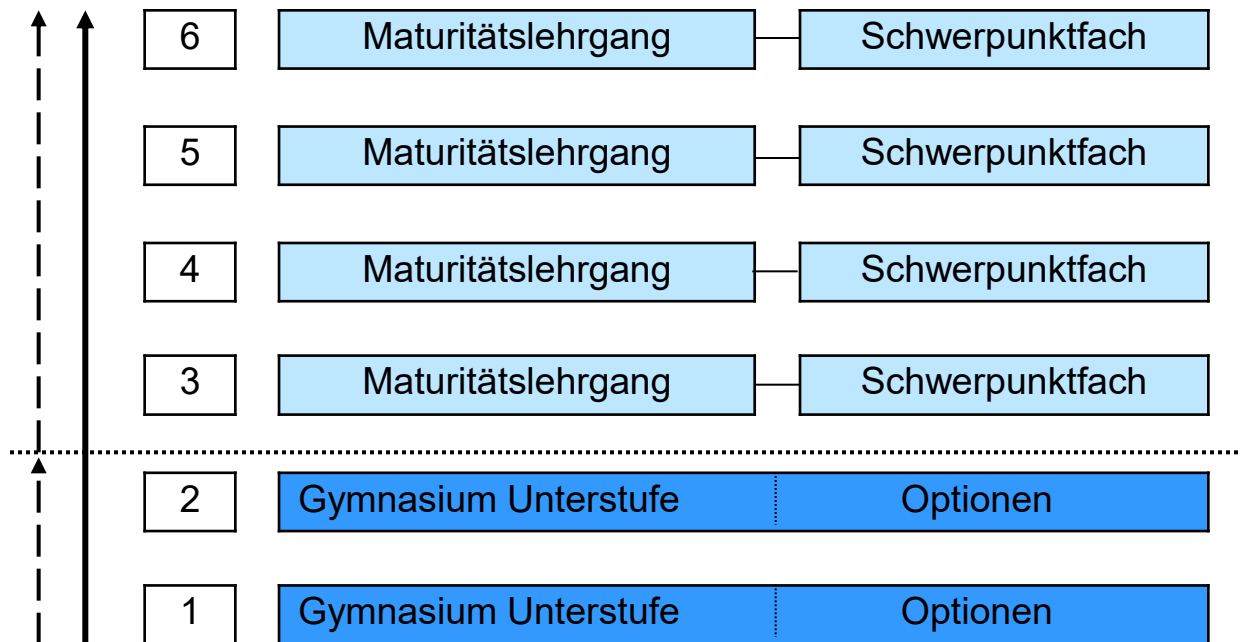 6 Maturitätslehrgang Schwerpunktfach
5 Maturitätslehrgang Schwerpunktfach
4 Maturitätslehrgang Schwerpunktfach
3 Maturitätslehrgang Schwerpunktfach
2 Gymnasium Unterstufe Optionen
1 Gymnasium Unterstufe Optionen